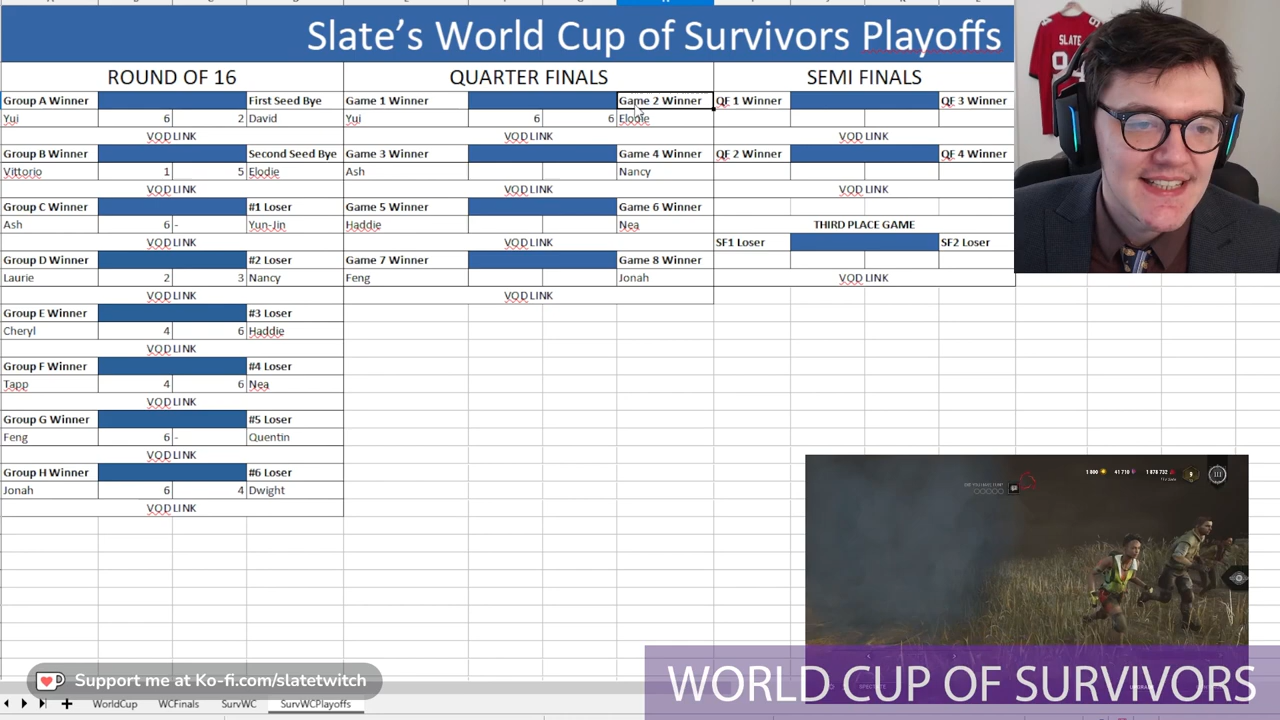 Slate's World Cup of Survivors Playoffs
ROUND OF 16
QUARTER FINALS
SEMI FINALS
Group A Winner First Seed Bye Game 1 Winner Game 2 Winner QF 1 Winner QF 3 Winner
Yui 6 2 David Yui 6 6 Elodie
VOD LINK VOD LINK VOD LINK
Group B Winner Second Seed Bye Game 3 Winner Game 4 Winner QF 2 Winner QF 4 Winner
Vittorio 1 5 Elodie Ash Nancy
VOD LINK VOD LINK VOD LINK
Group C Winner #1 Loser Game 5 Winner Game 6 Winner
Ash 6 - Yun-Jin Haddie Nea THIRD PLACE GAME
VOD LINK VOD LINK SF1 Loser SF2 Loser
Group D Winner #2 Loser Game 7 Winner Game 8 Winner
Laurie 2 3 Nancy Feng Jonah VOD LINK
VOD LINK VOD LINK
Group E Winner #3 Loser
Cheryl 4 6 Haddie
VOD LINK
Group F Winner #4 Loser
Tapp 4 6 Nea
VOD LINK
Group G Winner #5 Loser
Feng 6 - Quentin
VOD LINK
Group H Winner #6 Loser
Jonah 6 4 Dwight
VOD LINK
SLATE
Support me at Ko-fi.com/slatetwitch
WORLD CUP OF SURVIVORS
WorldCup WCFinals SurvWC SurvWCPlayoffs